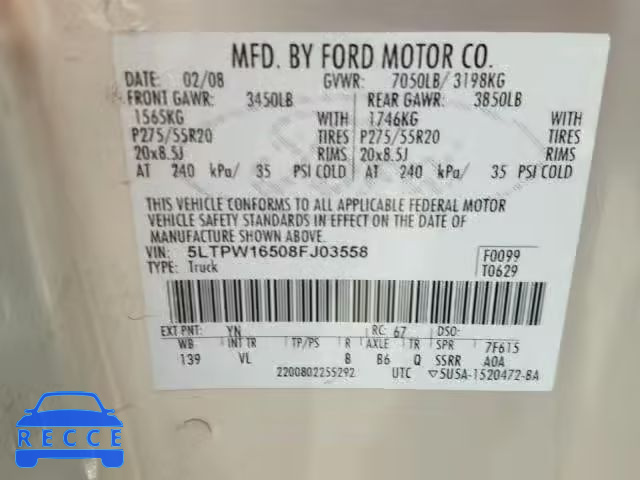 MFD. BY FORD MOTOR CO.
DATE: 02/08 GVWR: 7050LB/ 3198KG
FRONT GAWR: 3450LB REAR GAWR: 3850LB
1565KG WITH 1746KG WITH
P275/55R20 TIRES P275/55R20 TIRES
20x8.5J RIMS 20x8.5J RIMS
AT 240 kPa/ 35 PSI COLD AT 240 kPa/ 35 PSI COLD
THIS VEHICLE CONFORMS TO ALL APPLICABLE FEDERAL MOTOR
VEHICLE SAFETY STANDARDS IN EFFECT ON THE DATE OF
MANUFACTURE SHOWN ABOVE.
VIN: 5LTPW16508FJ03558 F0099
TYPE: Truck T0629
EXT PNT: YN RC: 67 DSO:
WB INT TR TP/PS R AXLE TR SPR 7F615
139 VL B B6 Q SSRR A0A
2200802255292 UTC ▽5U5A-1520472-BA
RECCE